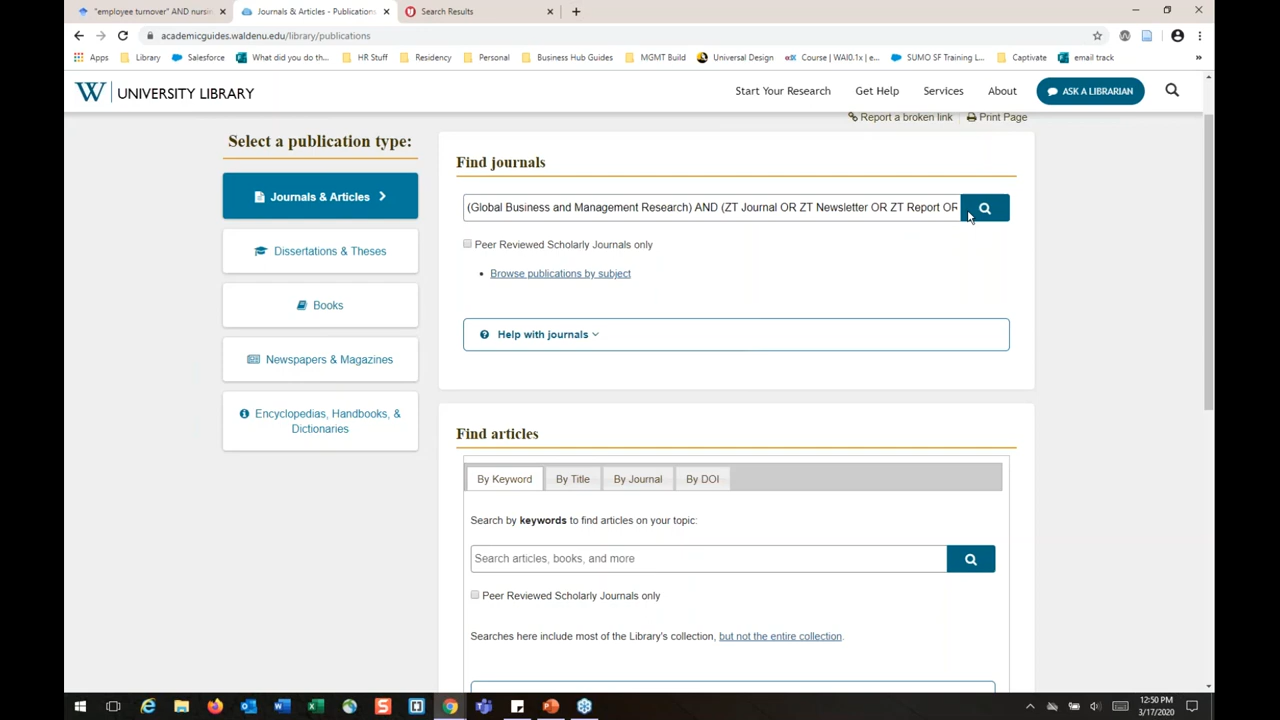 "employee turnover" AND nursin
Journals & Articles - Publications
Search Results
academicguides.waldenu.edu/library/publications
Apps
Library
Salesforce
What did you do th...
HR Stuff
Residency
Personal
Business Hub Guides
MGMT Build
Universal Design
Course | WAI0.1x | e...
SUMO SF Training L...
Captivate
email track
»
W UNIVERSITY LIBRARY
Start Your Research
Get Help
Services
About
ASK A LIBRARIAN
Report a broken link
Print Page
Select a publication type:
Journals & Articles
Dissertations & Theses
Books
Newspapers & Magazines
Encyclopedias, Handbooks, &
Dictionaries
Find journals
(Global Business and Management Research) AND (ZT Journal OR ZT Newsletter OR ZT Report OR
Peer Reviewed Scholarly Journals only
• Browse publications by subject
Help with journals
Find articles
By Keyword
By Title
By Journal
By DOI
Search by keywords to find articles on your topic:
Search articles, books, and more
Peer Reviewed Scholarly Journals only
Searches here include most of the Library's collection, but not the entire collection.
12:50 PM
3/17/2020